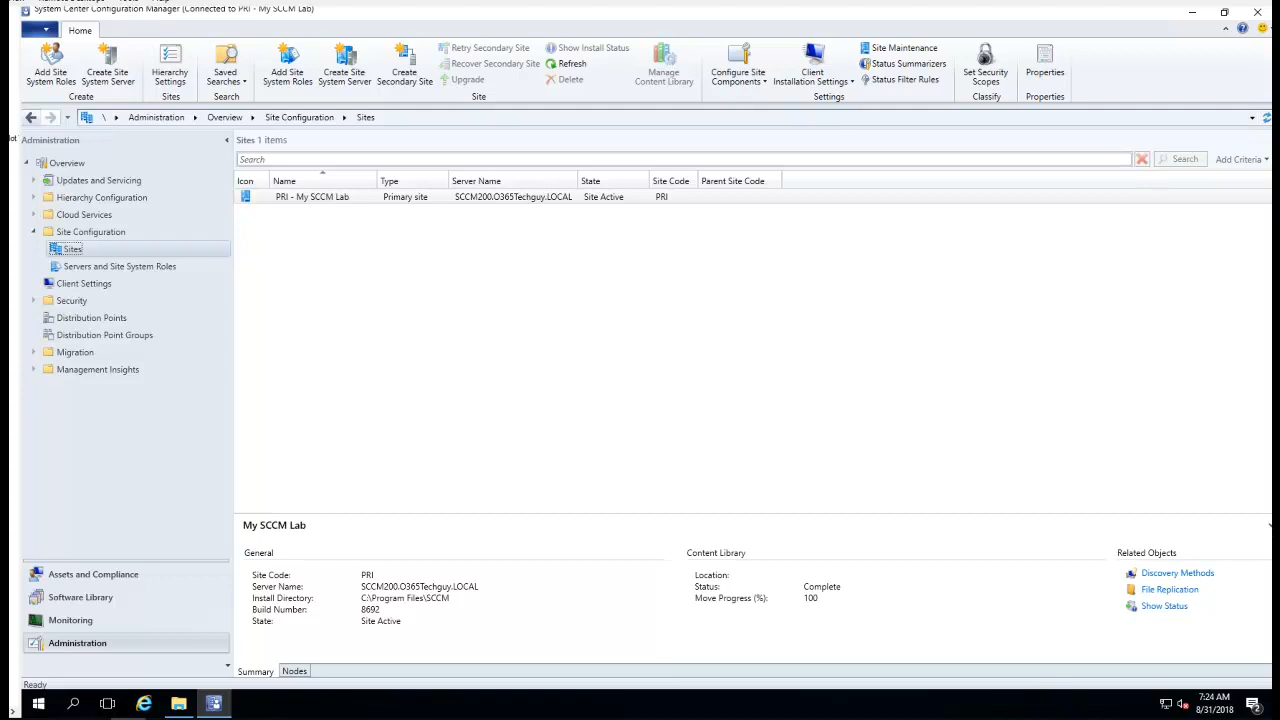 System Center Configuration Manager (Connected to PRI - My SCCM Lab)
Home
Add Site
System Roles
Create Site
System Server
Create
Hierarchy
Settings
Sites
Saved
Searches
Search
Add Site
System Roles
Create Site
System Server
Create
Secondary Site
Retry Secondary Site
Recover Secondary Site
Upgrade
Show Install Status
Refresh
Delete
Site
Manage
Content Library
Configure Site
Components
Client
Installation Settings
Site Maintenance
Status Summarizers
Status Filter Rules
Settings
Set Security
Scopes
Classify
Properties
Properties
\ Administration Overview Site Configuration Sites
Administration
Overview
Updates and Servicing
Hierarchy Configuration
Cloud Services
Site Configuration
Sites
Servers and Site System Roles
Client Settings
Security
Distribution Points
Distribution Point Groups
Migration
Management Insights
Assets and Compliance
Software Library
Monitoring
Administration
Sites 1 items
Search
Search
Add Criteria
Icon Name Type Server Name State Site Code Parent Site Code
PRI - My SCCM Lab Primary site SCCM200.O365Techguy.LOCAL Site Active PRI
My SCCM Lab
General
Site Code: PRI
Server Name: SCCM200.O365Techguy.LOCAL
Install Directory: C:\Program Files\SCCM
Build Number: 8692
State: Site Active
Content Library
Location:
Status: Complete
Move Progress (%): 100
Related Objects
Discovery Methods
File Replication
Show Status
Summary Nodes
Ready
7:24 AM
8/31/2018
2